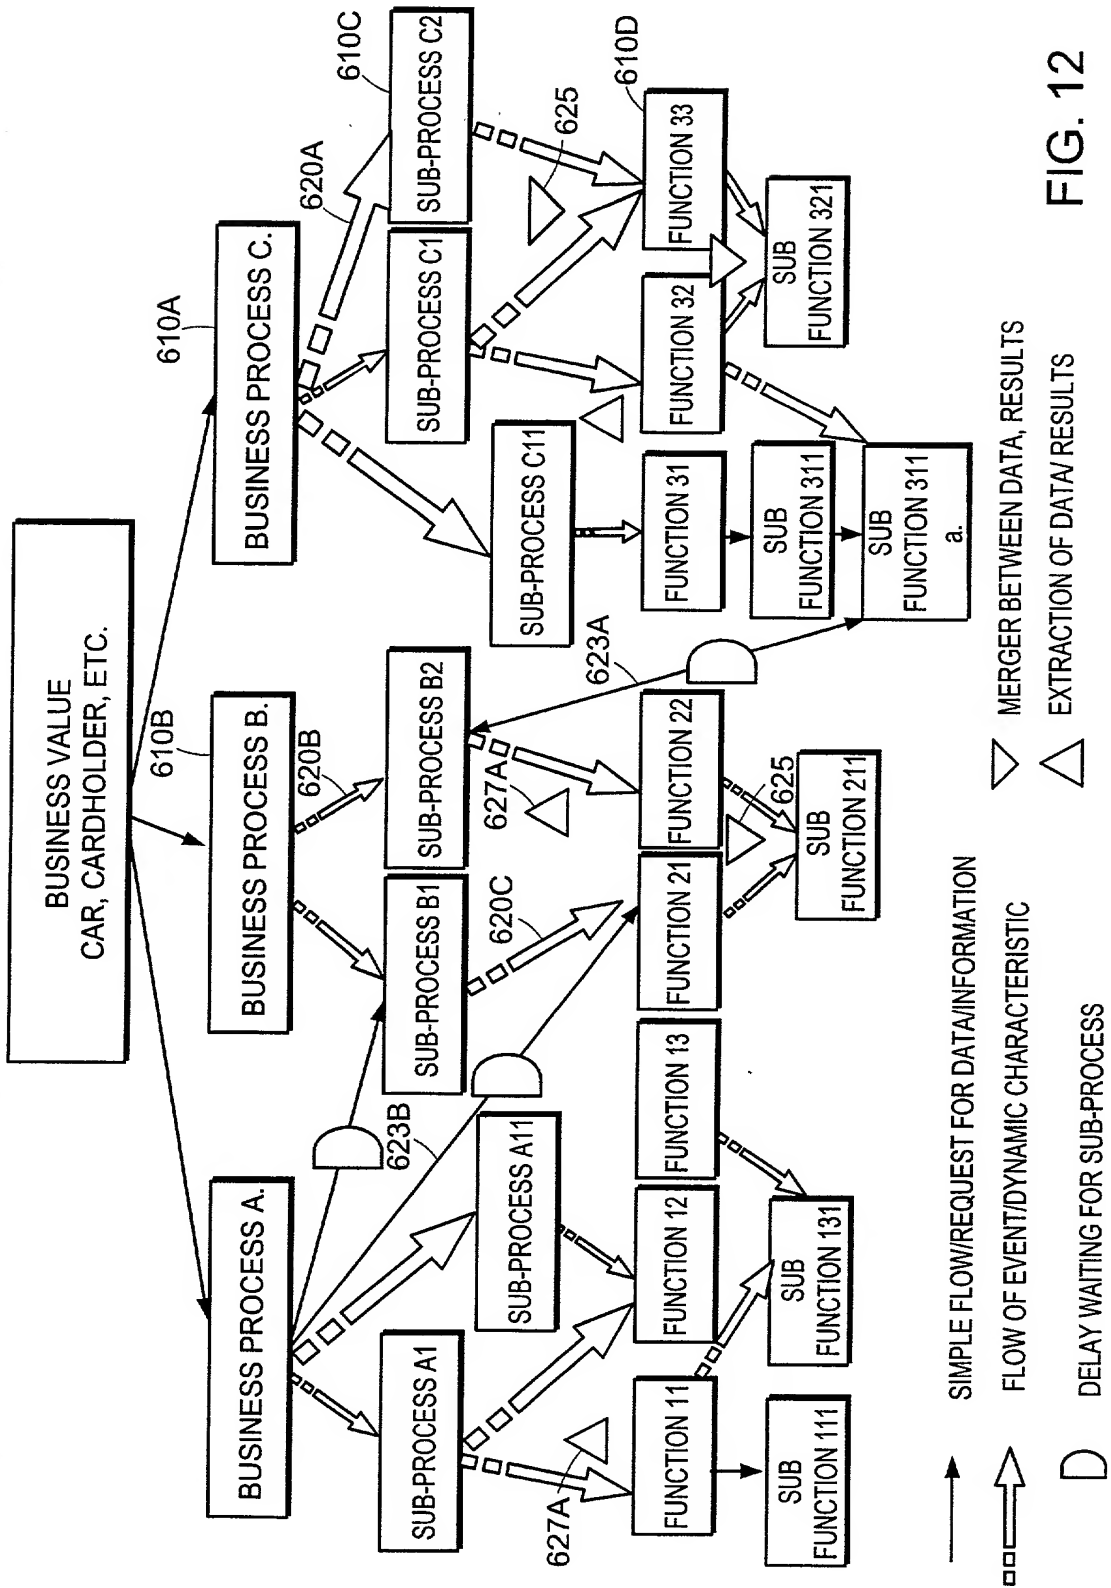 BUSINESS VALUE
CAR, CARDHOLDER, ETC.
610A
610B
BUSINESS PROCESS A.
BUSINESS PROCESS B.
BUSINESS PROCESS C.
620B
620A
610C
SUB-PROCESS A1
SUB-PROCESS A11
SUB-PROCESS B1
SUB-PROCESS B2
SUB-PROCESS C11
SUB-PROCESS C1
SUB-PROCESS C2
623B
620C
627A
623A
625
627A
610D
FUNCTION 11
FUNCTION 12
FUNCTION 13
FUNCTION 21
FUNCTION 22
FUNCTION 31
FUNCTION 32
FUNCTION 33
625
SUB
FUNCTION 111
SUB
FUNCTION 131
SUB
FUNCTION 211
SUB
FUNCTION 311
SUB
FUNCTION 321
SUB
FUNCTION 311
a.
SIMPLE FLOW/REQUEST FOR DATA/INFORMATION
FLOW OF EVENT/DYNAMIC CHARACTERISTIC
DELAY WAITING FOR SUB-PROCESS
MERGER BETWEEN DATA, RESULTS
EXTRACTION OF DATA/ RESULTS
FIG. 12